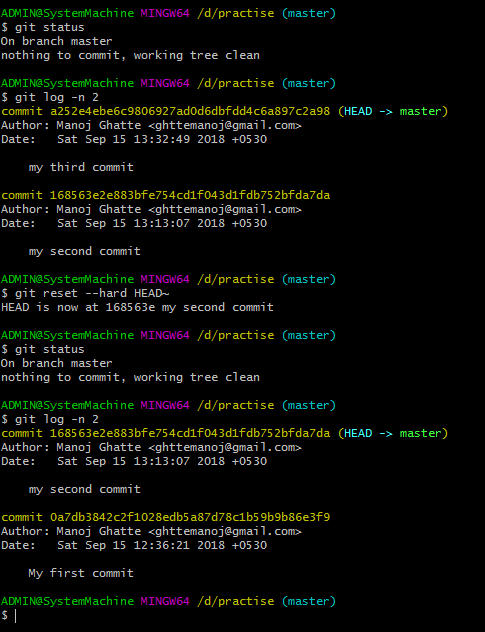 ADMIN@SystemMachine MINGW64 /d/practise (master)
$ git status
On branch master
nothing to commit, working tree clean
ADMIN@SystemMachine MINGW64 /d/practise (master)
$ git log -n 2
commit a252e4ebe6c9806927ad0d6dbfdd4c6a897c2a98 (HEAD -> master)
Author: Manoj Ghatte <ghttemanoj@gmail.com>
Date:   Sat Sep 15 13:32:49 2018 +0530
    my third commit
commit 168563e2e883bfe754cd1f043d1fdb752bfda7da
Author: Manoj Ghatte <ghttemanoj@gmail.com>
Date:   Sat Sep 15 13:13:07 2018 +0530
    my second commit
ADMIN@SystemMachine MINGW64 /d/practise (master)
$ git reset --hard HEAD~
HEAD is now at 168563e my second commit
ADMIN@SystemMachine MINGW64 /d/practise (master)
$ git status
On branch master
nothing to commit, working tree clean
ADMIN@SystemMachine MINGW64 /d/practise (master)
$ git log -n 2
commit 168563e2e883bfe754cd1f043d1fdb752bfda7da (HEAD -> master)
Author: Manoj Ghatte <ghttemanoj@gmail.com>
Date:   Sat Sep 15 13:13:07 2018 +0530
    my second commit
commit 0a7db3842c2f1028edb5a87d78c1b59b9b86e3f9
Author: Manoj Ghatte <ghttemanoj@gmail.com>
Date:   Sat Sep 15 12:36:21 2018 +0530
    My first commit
ADMIN@SystemMachine MINGW64 /d/practise (master)
$